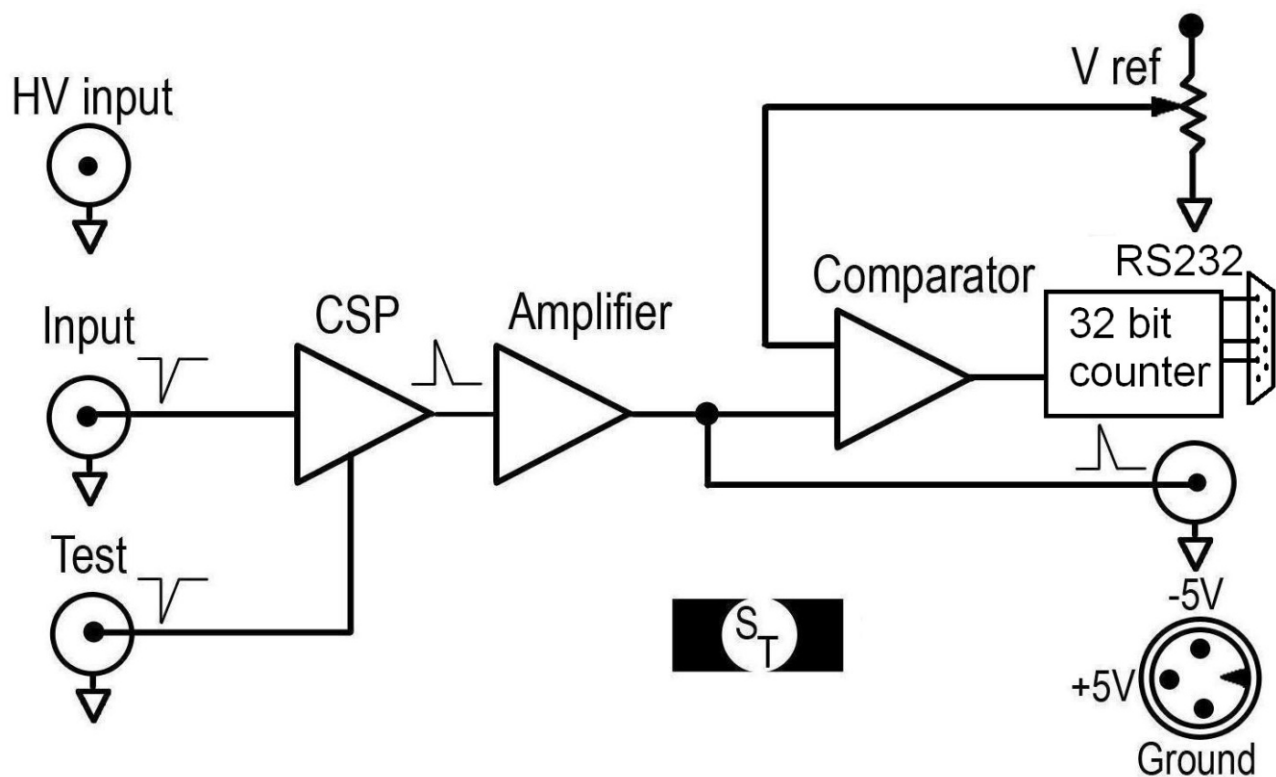 V ref
HV input
RS232
Comparator
32 bit
counter
CSP
Amplifier
Input
Test
S
T
-5V
+5V
Ground